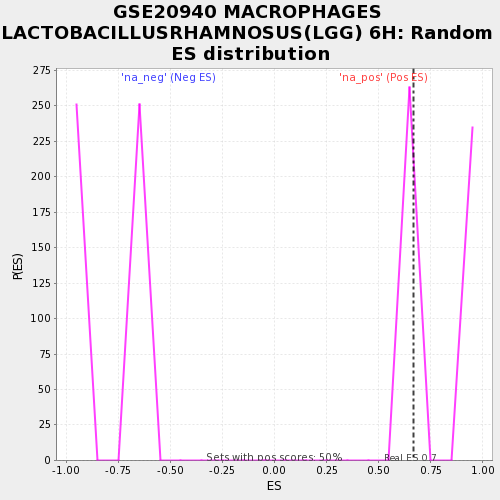 GSE20940 MACROPHAGES
LACTOBACILLUSRHAMNOSUS(LGG) 6H: Random
ES distribution
'na_neg' (Neg ES)
'na_pos' (Pos ES)
275
250
225
200
175
150
125
100
75
50
25
0
P(ES)
Sets with pos scores: 50%
Real ES 0.7
-1.00
-0.75
-0.50
-0.25
0.00
0.25
0.50
0.75
1.00
ES